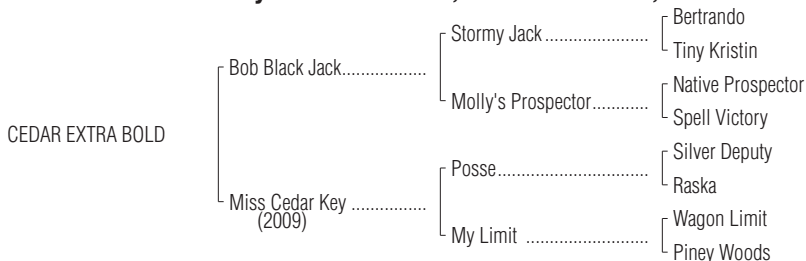 Bertrando
Stormy Jack ......................
Tiny Kristin
Bob Black Jack..................
Native Prospector
Molly's Prospector............
Spell Victory
CEDAR EXTRA BOLD
Silver Deputy
Posse................................
Raska
Miss Cedar Key ................
(2009)
Wagon Limit
My Limit ..........................
Piney Woods